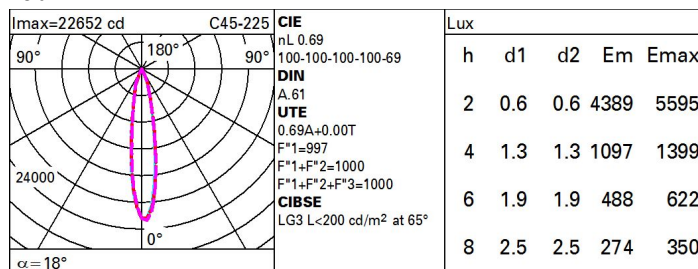 Imax=22652 cd C45-225
90° 180° 90°
24000
0°
α=18°
CIE
nL 0.69
100-100-100-100-69
DIN
A.61
UTE
0.69A+0.00T
F"1=997
F"1+F"2=1000
F"1+F"2+F"3=1000
CIBSE
LG3 L<200 cd/m² at 65°
Lux
h d1 d2 Em Emax
2 0.6 0.6 4389 5595
4 1.3 1.3 1097 1399
6 1.9 1.9 488 622
8 2.5 2.5 274 350